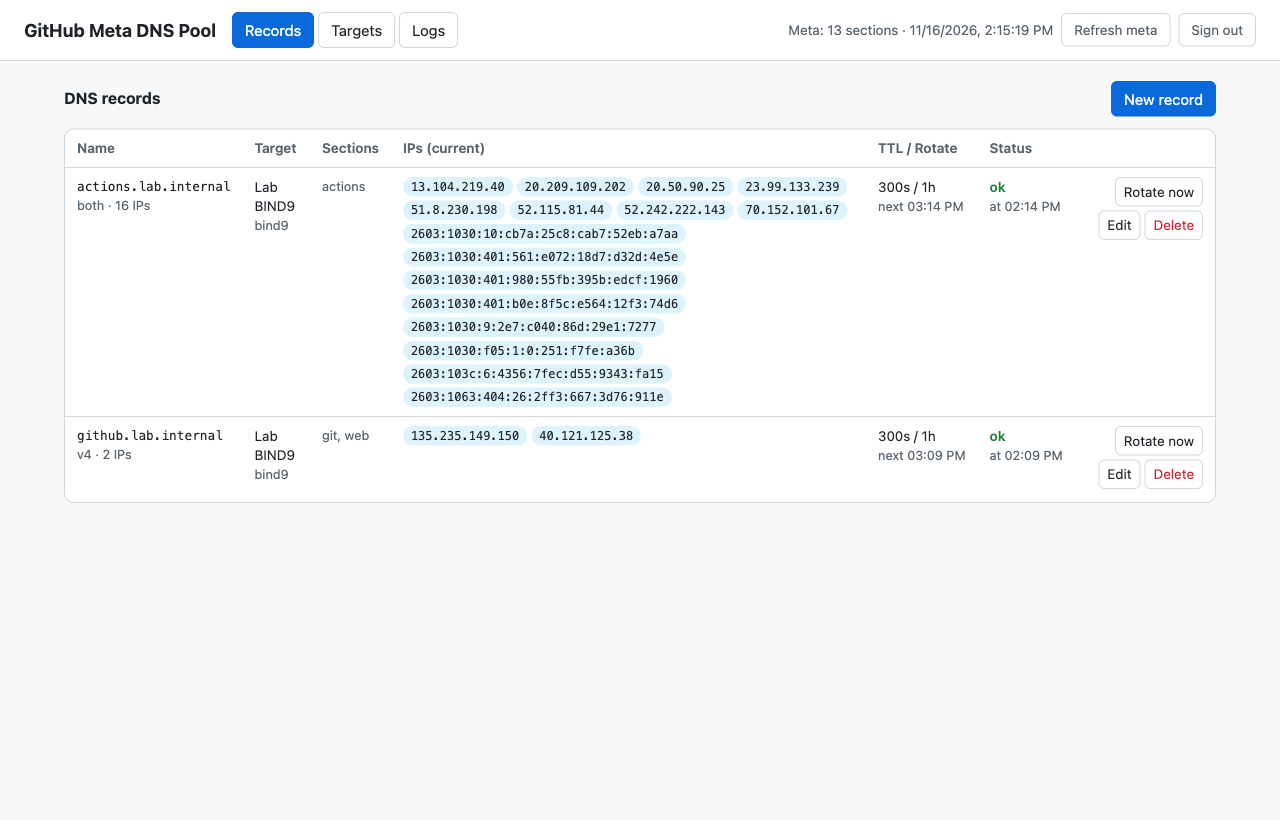 GitHub Meta DNS Pool Records Targets Logs Meta: 13 sections · 11/16/2026, 2:15:19 PM Refresh meta Sign out
DNS records New record
Name Target Sections IPs (current) TTL / Rotate Status
actions.lab.internal
both · 16 IPs
Lab
BIND9
bind9
actions
13.104.219.40 20.209.109.202 20.50.90.25 23.99.133.239
51.8.230.198 52.115.81.44 52.242.222.143 70.152.101.67
2603:1030:10:cb7a:25c8:cab7:52eb:a7aa
2603:1030:401:561:e072:18d7:d32d:4e5e
2603:1030:401:980:55fb:395b:edcf:1960
2603:1030:401:b0e:8f5c:e564:12f3:74d6
2603:1030:9:2e7:c040:86d:29e1:7277
2603:1030:f05:1:0:251:f7fe:a36b
2603:103c:6:4356:7fec:d55:9343:fa15
2603:1063:404:26:2ff3:667:3d76:911e
300s / 1h
next 03:14 PM
ok
at 02:14 PM
Rotate now
Edit Delete
github.lab.internal
v4 · 2 IPs
Lab
BIND9
bind9
git, web
135.235.149.150 40.121.125.38
300s / 1h
next 03:09 PM
ok
at 02:09 PM
Rotate now
Edit Delete